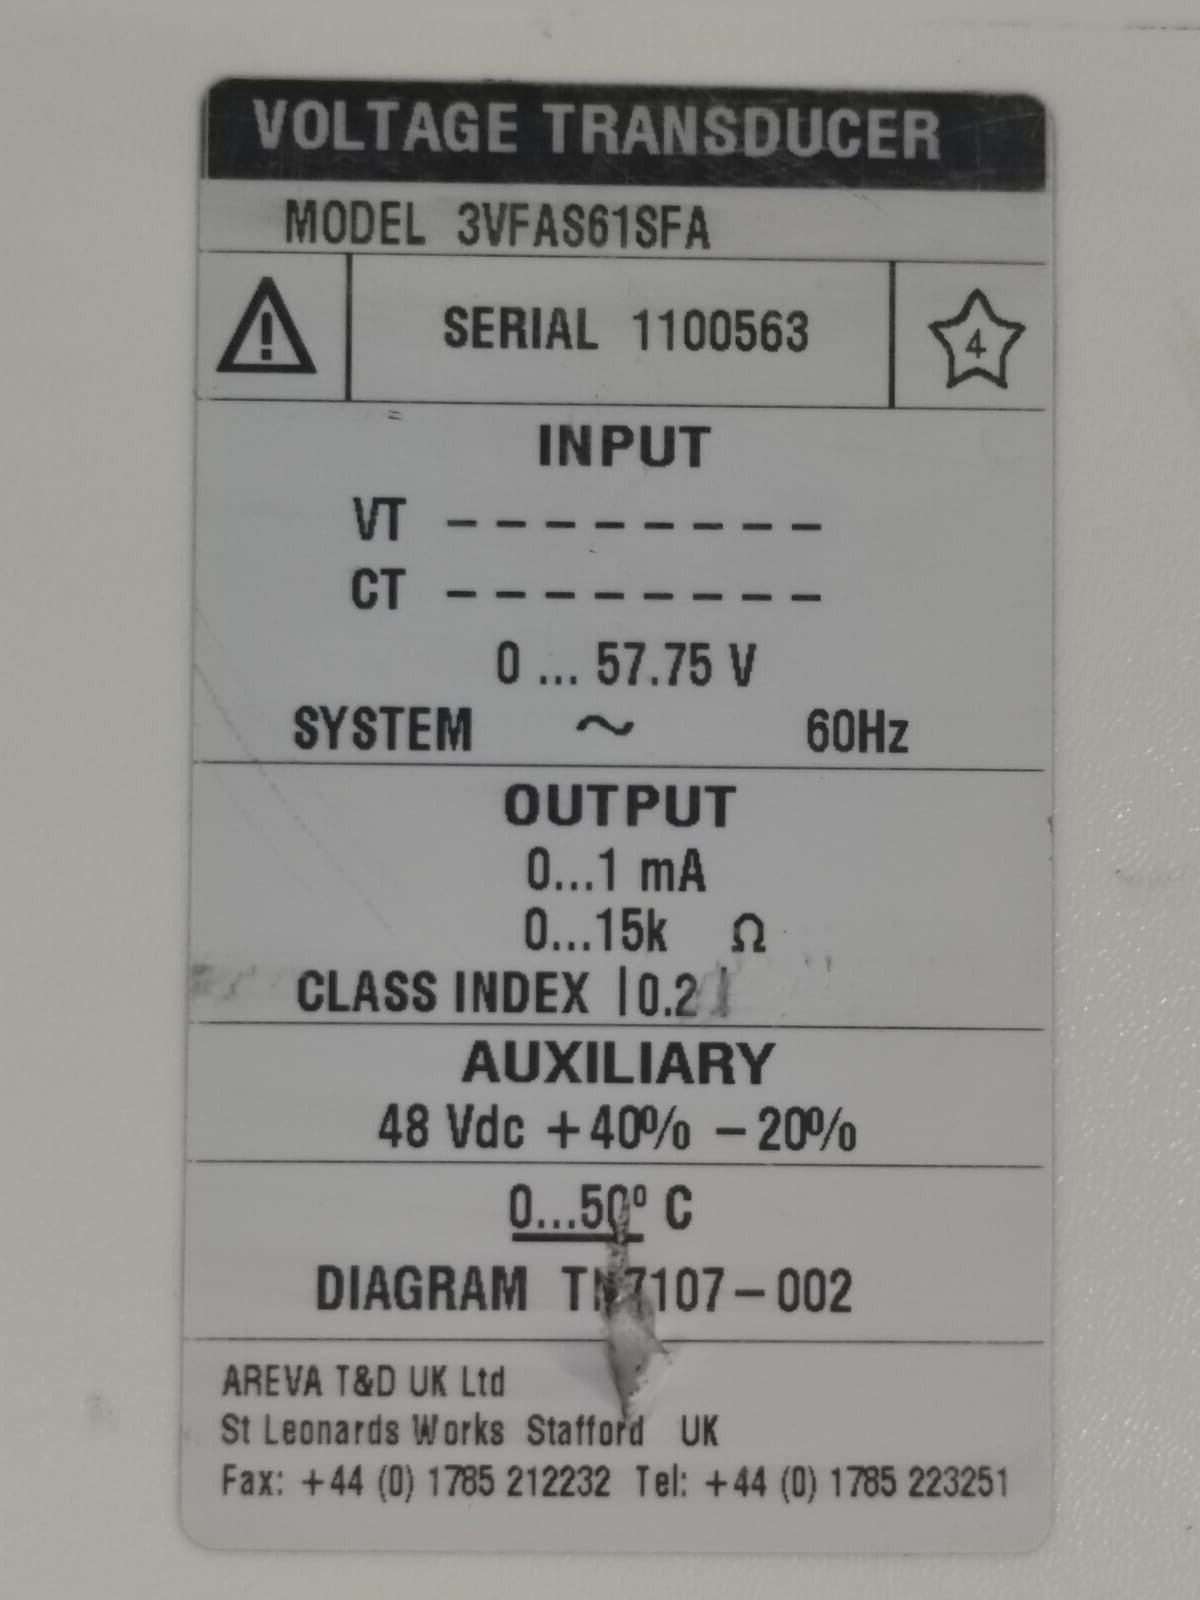 VOLTAGE TRANSDUCER
MODEL 3VFAS61SFA
SERIAL 1100563
4
INPUT
VT – – – – – – – –
CT – – – – – – – –
0 ... 57.75 V
SYSTEM ~ 60Hz
OUTPUT
0...1 mA
0...15k Ω
CLASS INDEX |0.2|
AUXILIARY
48 Vdc +40% –20%
0...50° C
DIAGRAM 
AREVA T&D UK Ltd
St Leonards Works Stafford UK
Fax: +44 (0) 1785 212232 Tel: +44 (0) 1785 223251